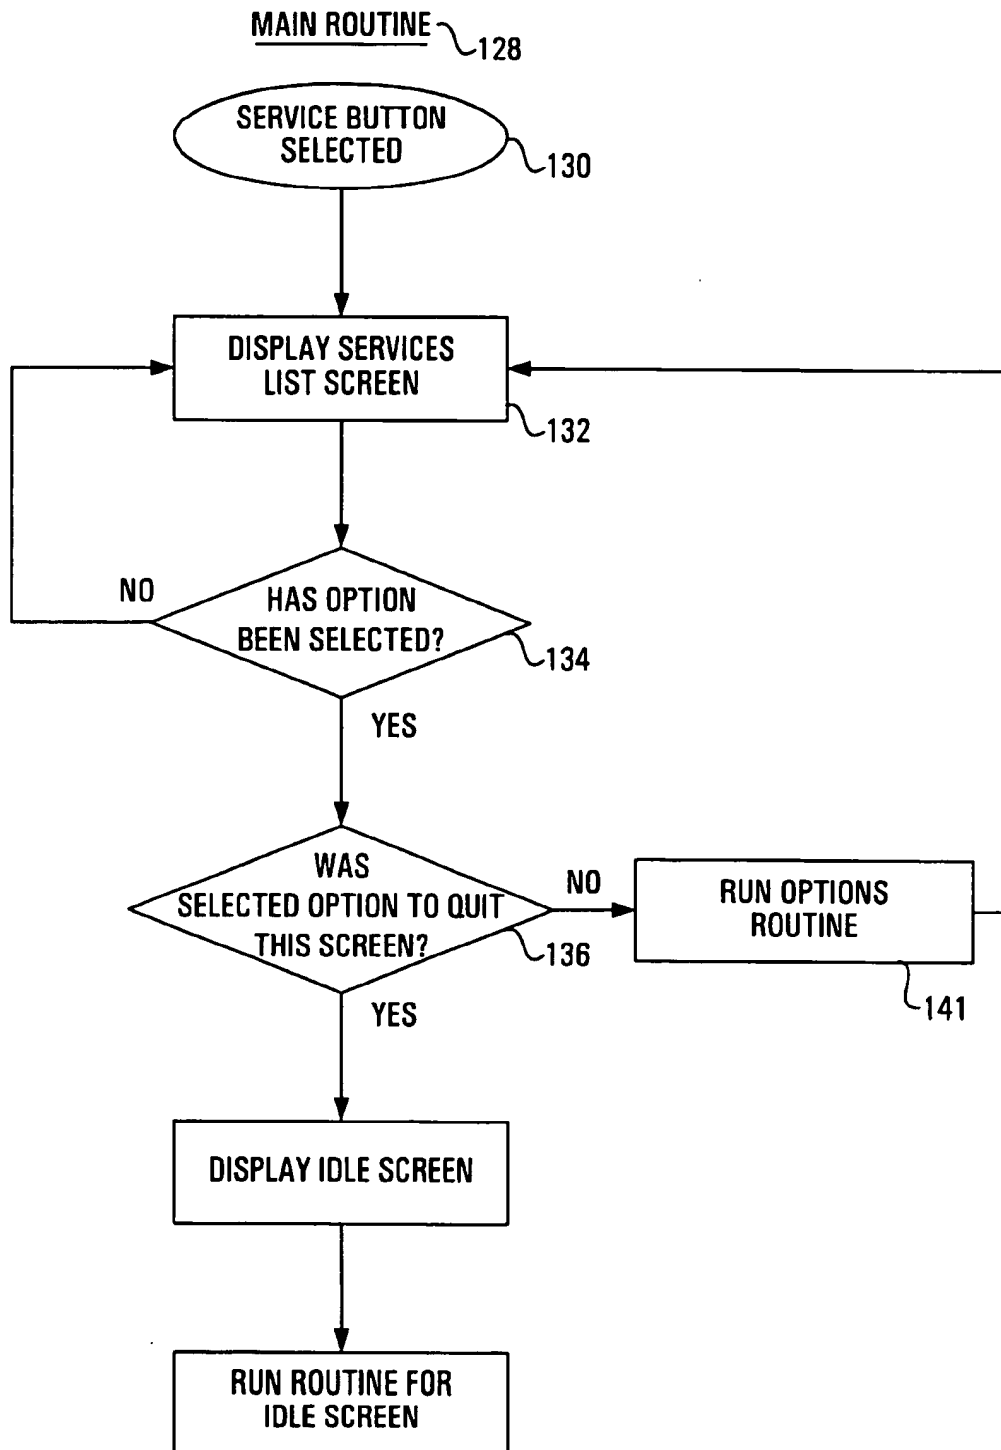 MAIN ROUTINE 128
SERVICE BUTTON
SELECTED
130
DISPLAY SERVICES
LIST SCREEN
132
NO
HAS OPTION
BEEN SELECTED?
134
YES
WAS
SELECTED OPTION TO QUIT
THIS SCREEN?
136
NO
RUN OPTIONS
ROUTINE
141
YES
DISPLAY IDLE SCREEN
RUN ROUTINE FOR
IDLE SCREEN